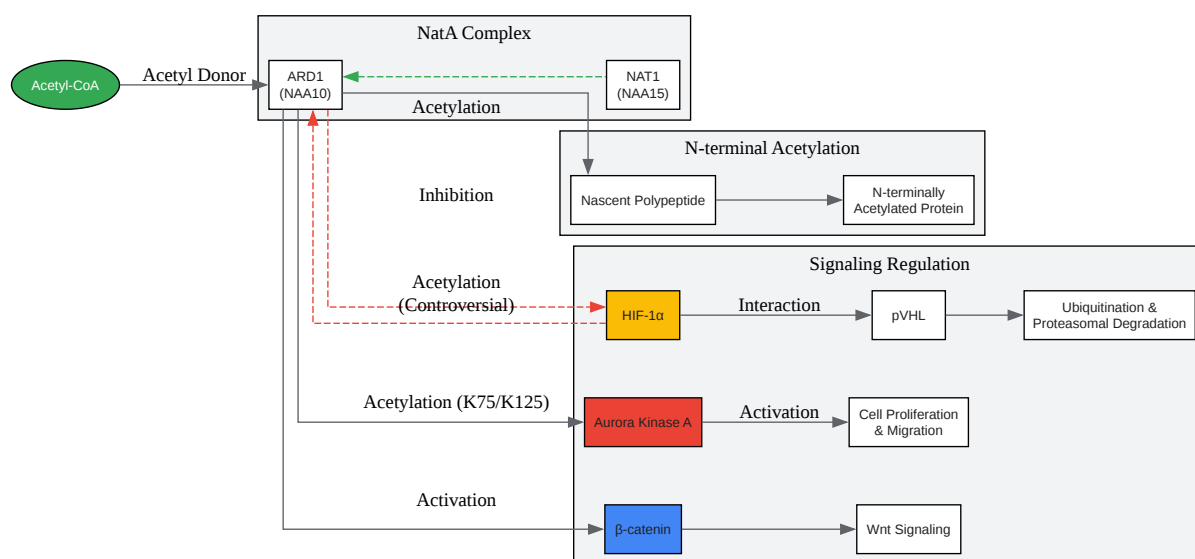 NatA Complex
Acetyl-CoA
Acetyl Donor
ARD1
(NAA10)
NAT1
(NAA15)
Acetylation
N-terminal Acetylation
Inhibition
Nascent Polypeptide
N-terminally
Acetylated Protein
Signaling Regulation
Acetylation
(Controversial)
HIF-1α
Interaction
pVHL
Ubiquitination &
Proteasomal Degradation
Acetylation (K75/K125)
Aurora Kinase A
Activation
Cell Proliferation
& Migration
Activation
β-catenin
Wnt Signaling